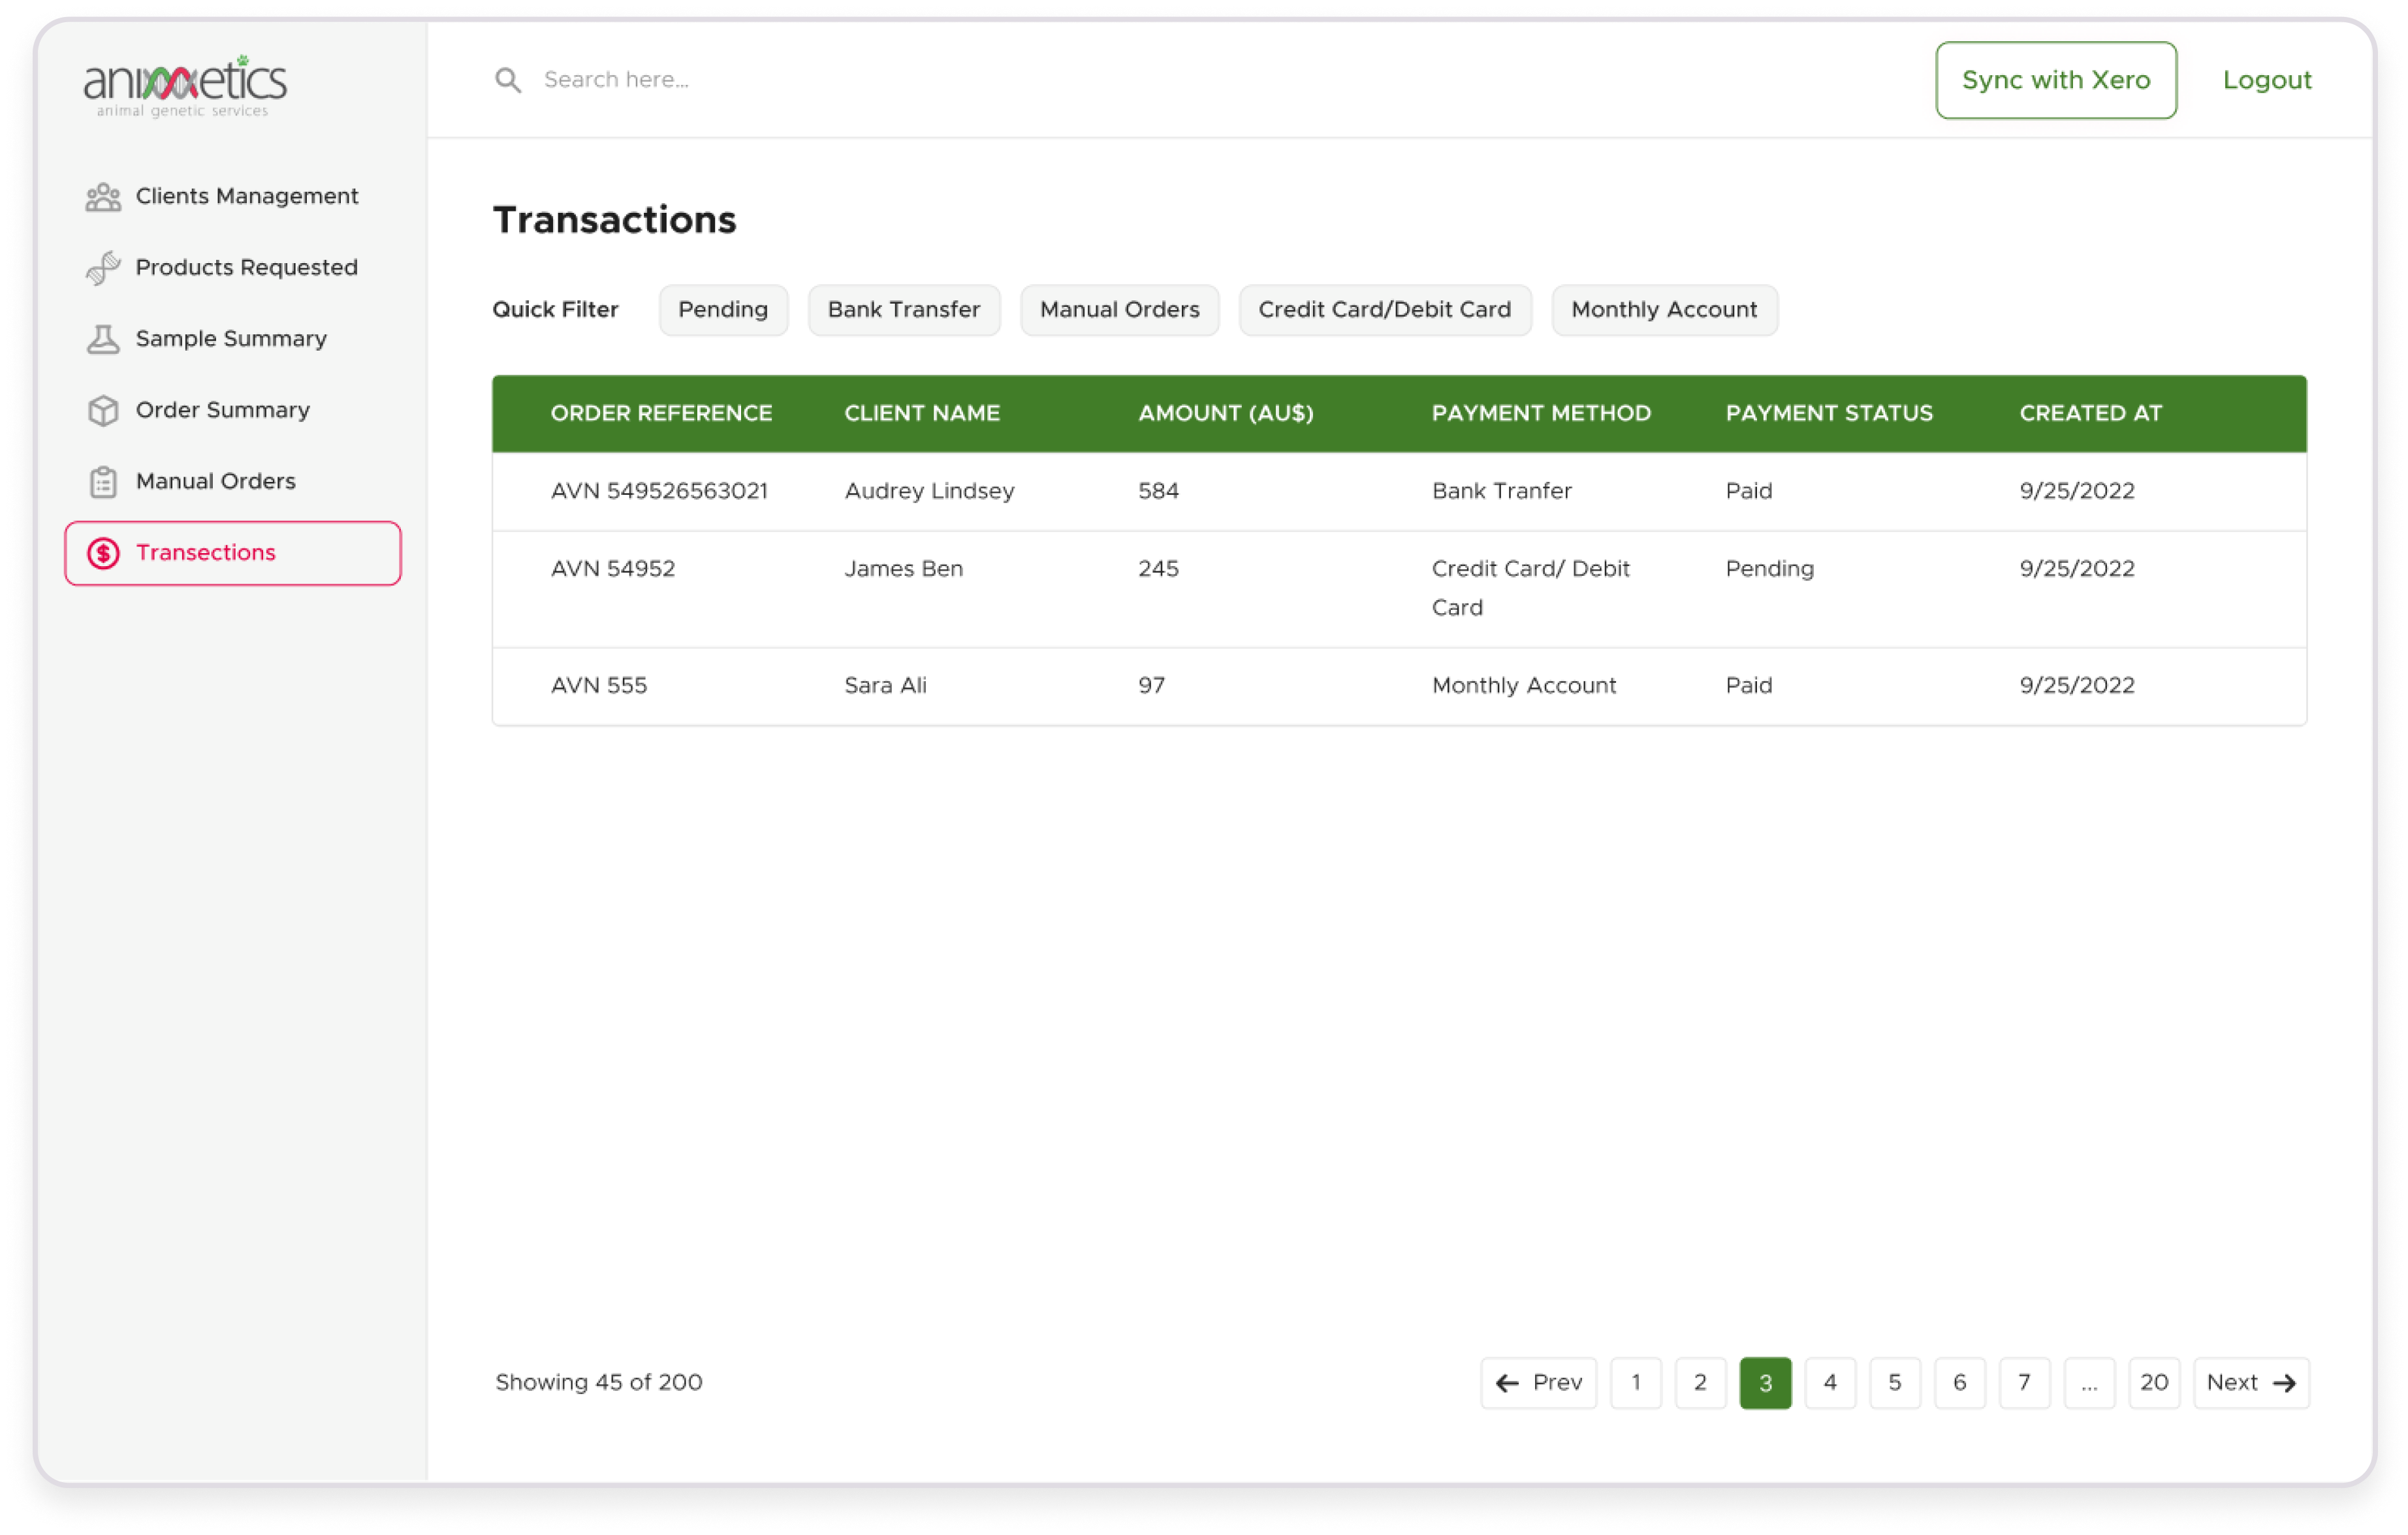 animmetics
animal genetic services
Search here...
Sync with Xero
Logout
Clients Management
Products Requested
Sample Summary
Order Summary
Manual Orders
Transections
Transactions
Quick Filter Pending Bank Transfer Manual Orders Credit Card/Debit Card Monthly Account
ORDER REFERENCE CLIENT NAME AMOUNT (AU$) PAYMENT METHOD PAYMENT STATUS CREATED AT
AVN 549526563021 Audrey Lindsey 584 Bank Tranfer Paid 9/25/2022
AVN 54952 James Ben 245 Credit Card/ Debit Pending 9/25/2022
Card
AVN 555 Sara Ali 97 Monthly Account Paid 9/25/2022
Showing 45 of 200
← Prev 1 2 3 4 5 6 7 ... 20 Next →